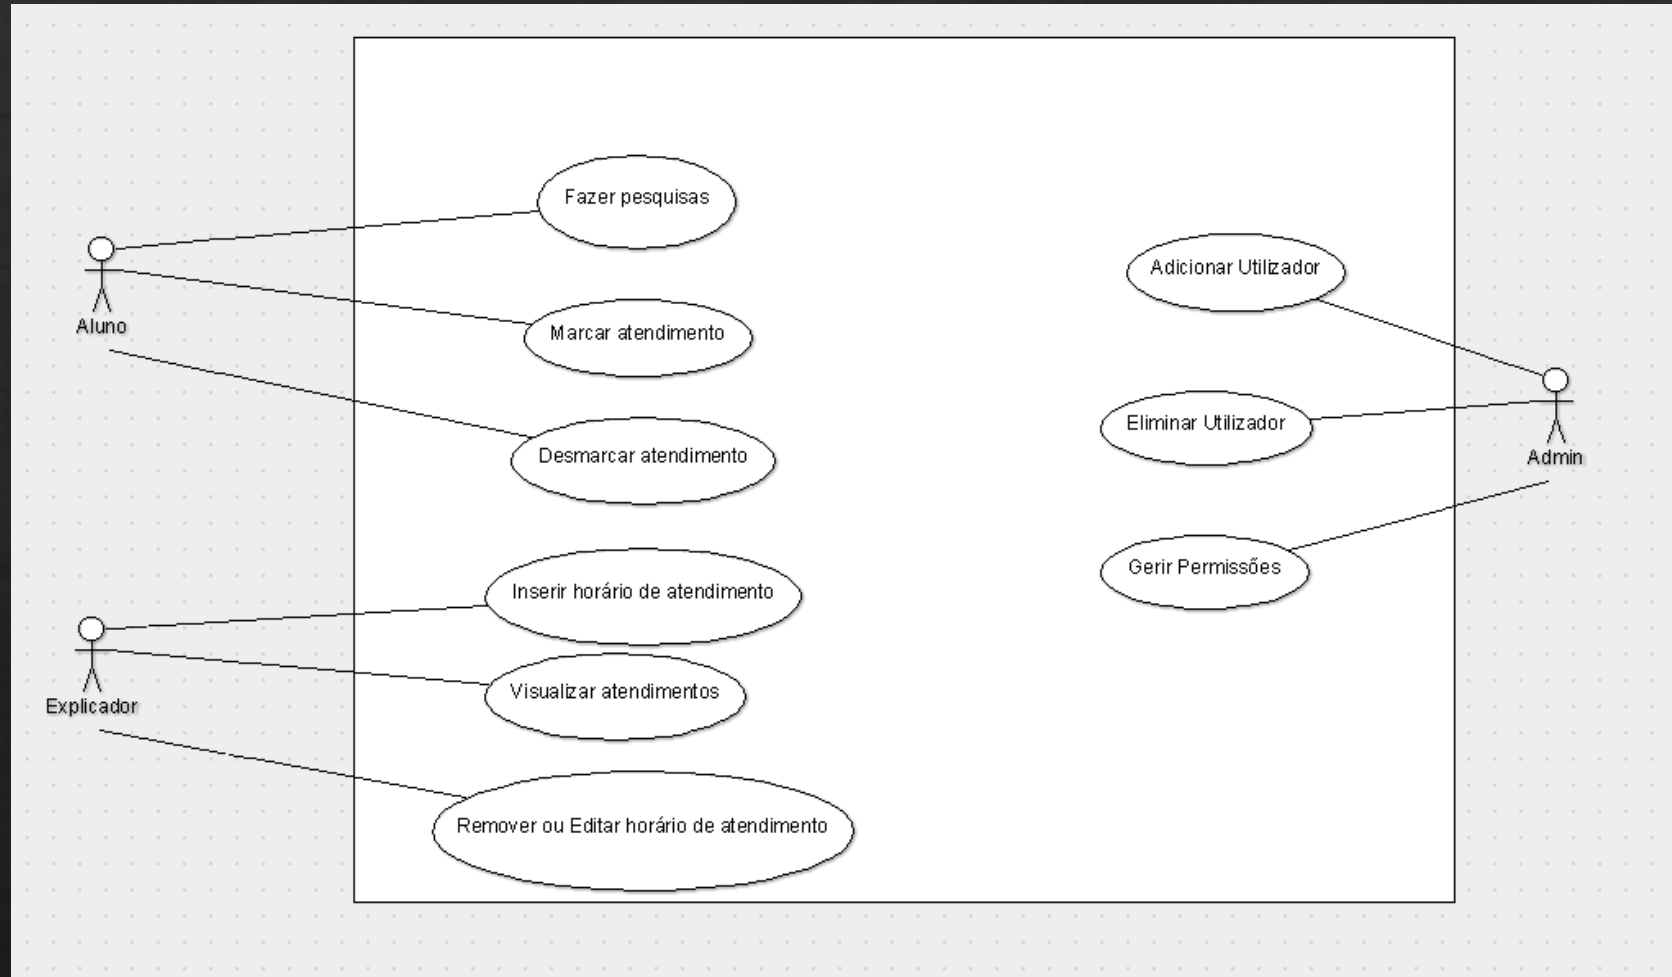 Fazer pesquisas
Adicionar Utilizador
Aluno
Marcar atendimento
Eliminar Utilizador
Desmarcar atendimento
Admin
Gerir Permissões
Inserir horário de atendimento
Visualizar atendimentos
Explicador
Remover ou Editar horário de atendimento